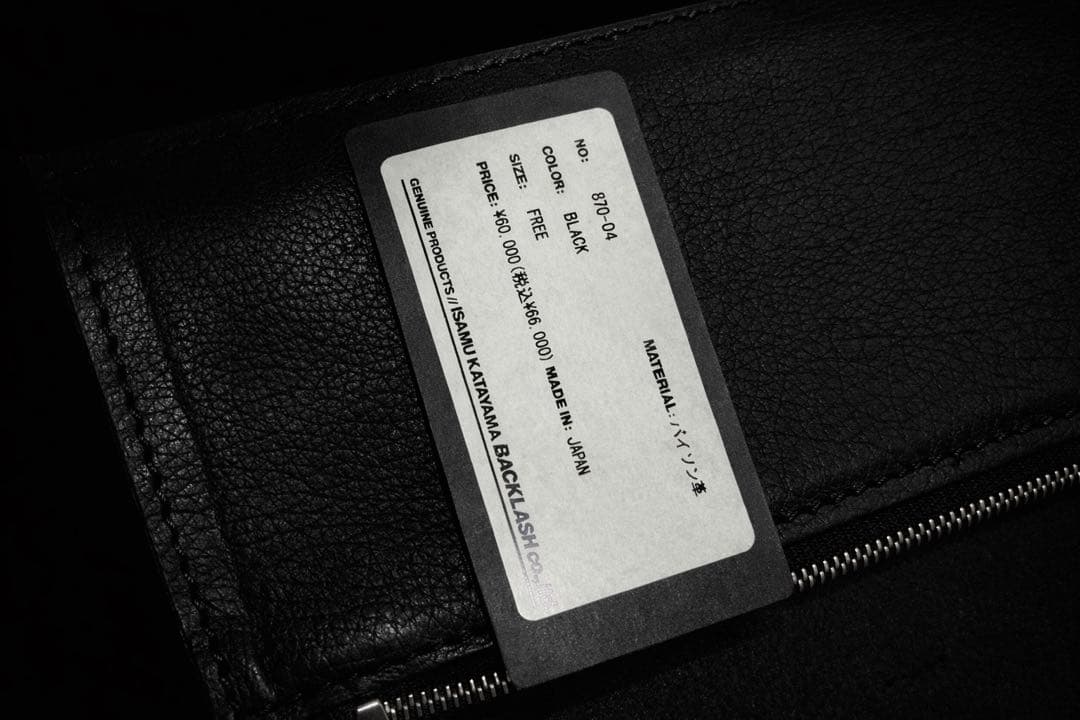 NO: 870-04
COLOR: BLACK
SIZE: FREE
PRICE: ¥60.000(税込¥66.000) MADE IN: JAPAN
MATERIAL: パイソン革
GENUINE PRODUCTS // ISAMU KATAYAMA BACKLASH CO.,